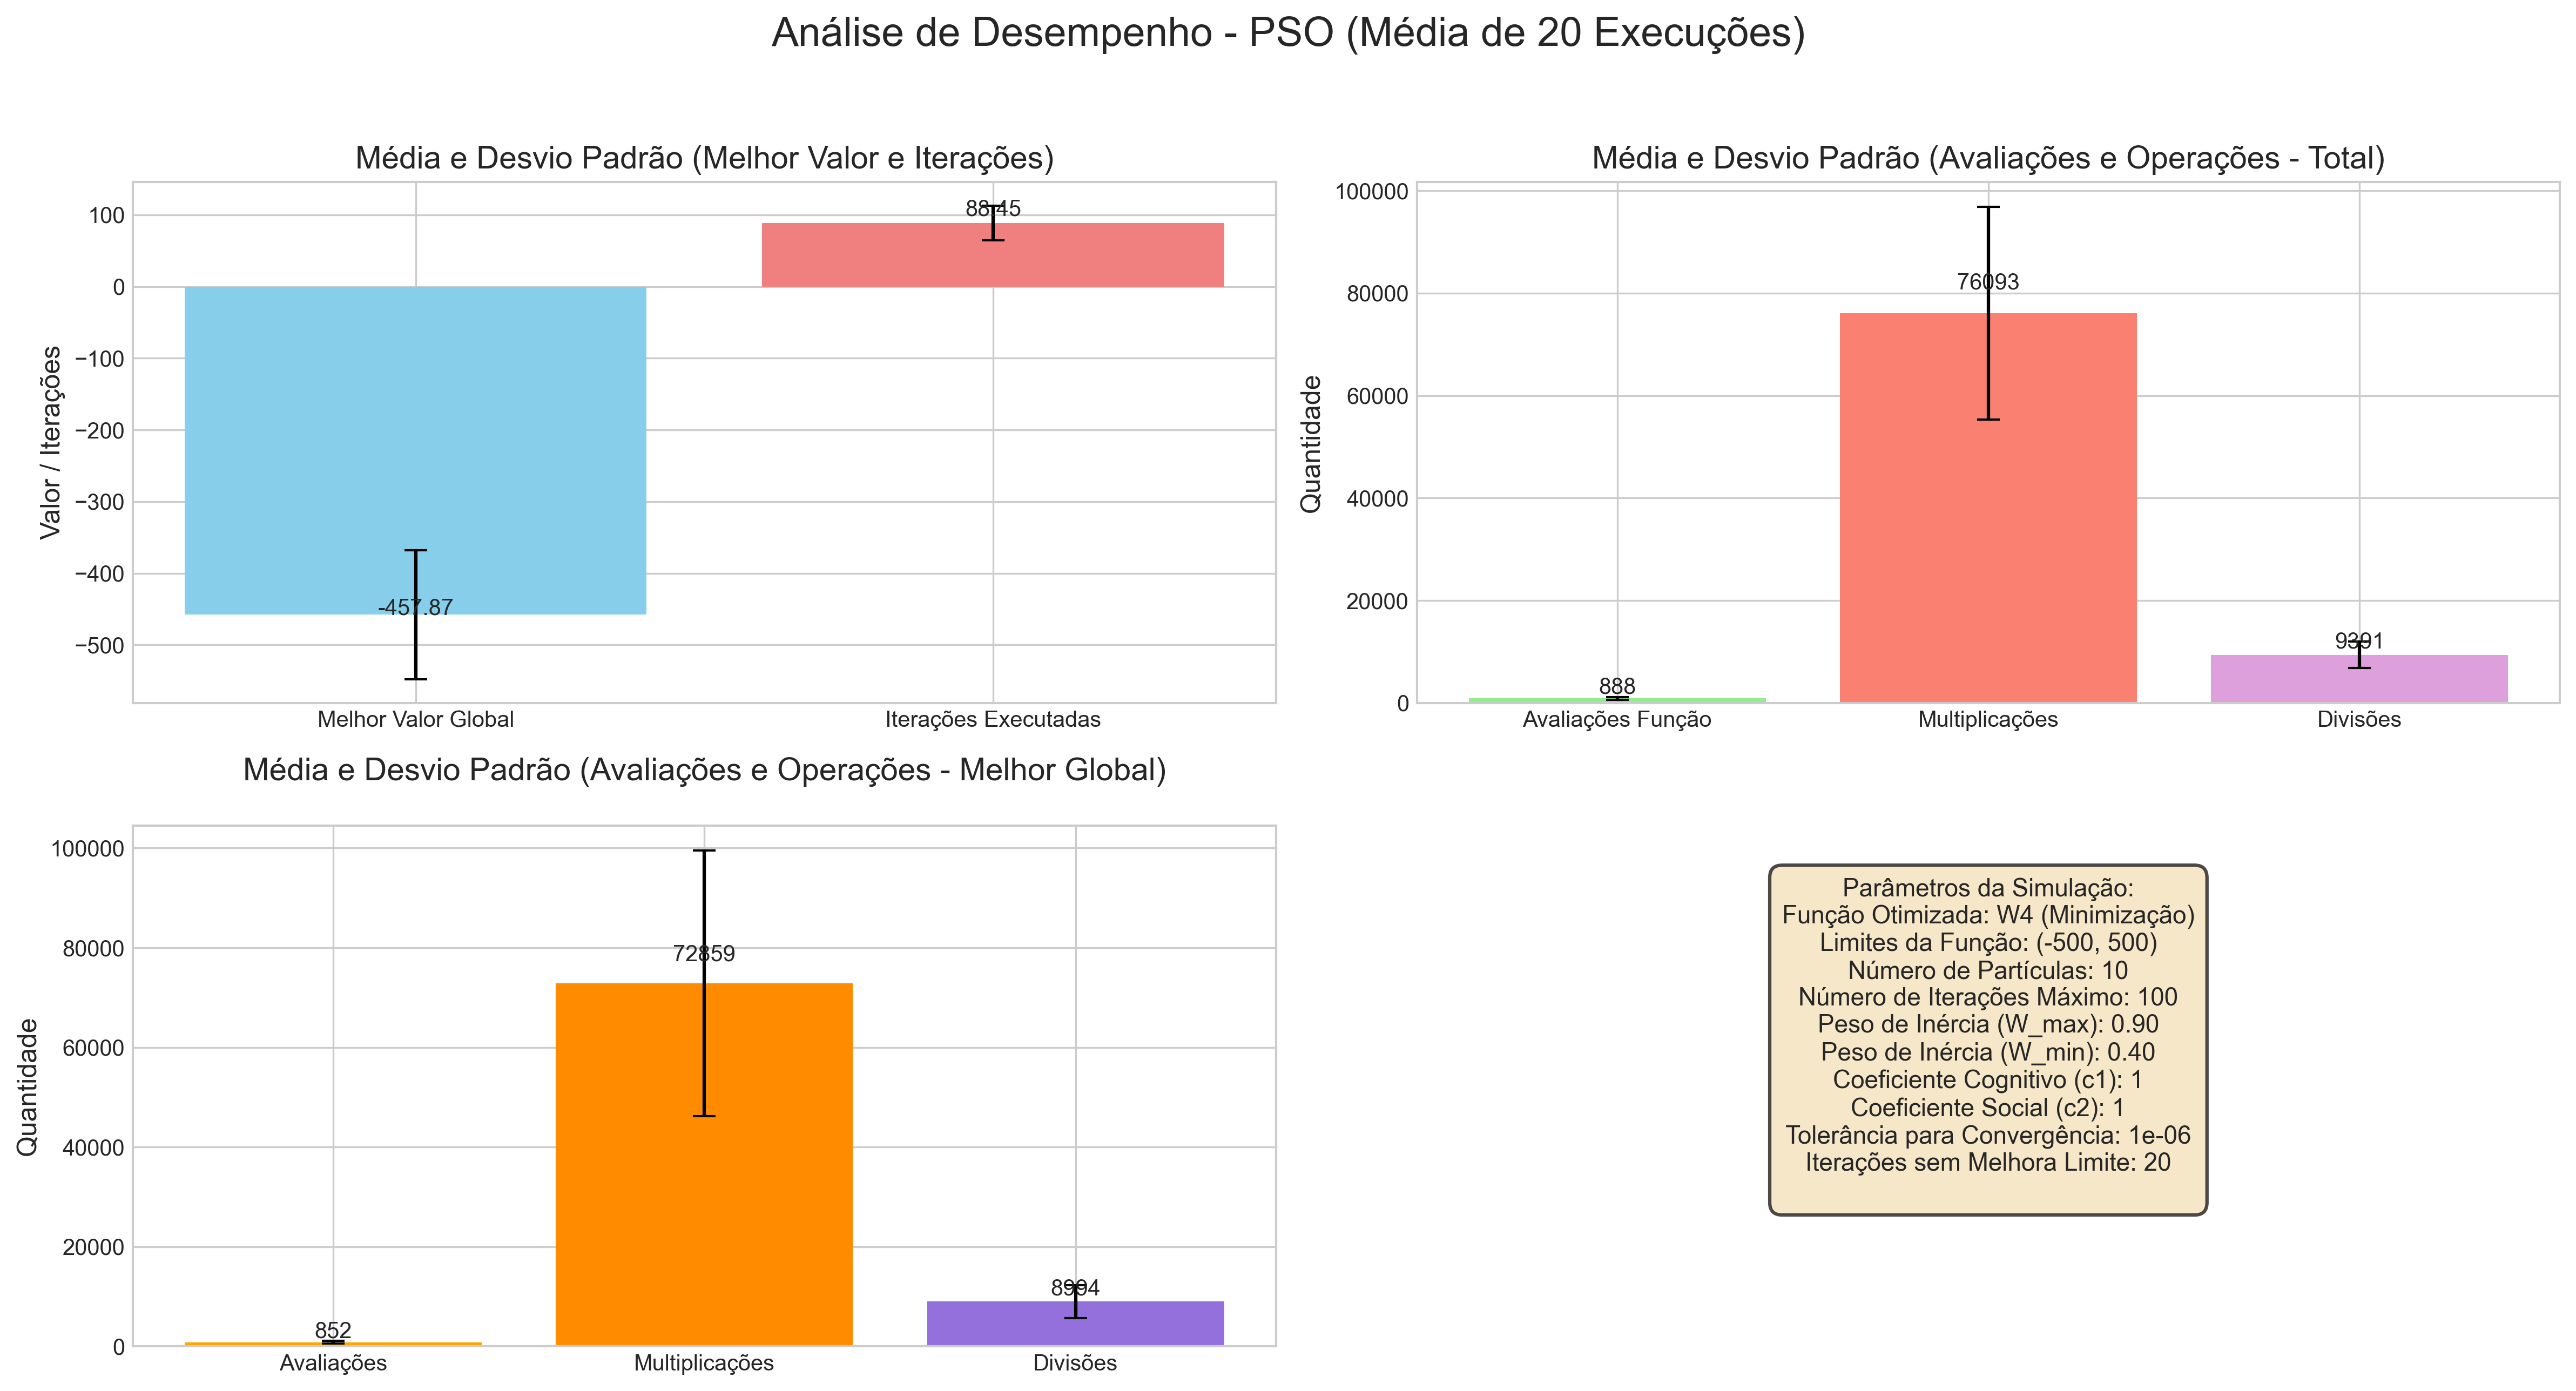 Análise de Desempenho - PSO (Média de 20 Execuções)
Média e Desvio Padrão (Melhor Valor e Iterações)
Valor / Iterações
100
0
−100
−200
−300
−400
−500
88.45
-457.87
Melhor Valor Global
Iterações Executadas
Média e Desvio Padrão (Avaliações e Operações - Total)
Quantidade
100000
80000
60000
40000
20000
0
888
76093
9391
Avaliações Função
Multiplicações
Divisões
Média e Desvio Padrão (Avaliações e Operações - Melhor Global)
Quantidade
100000
80000
60000
40000
20000
0
852
72859
8994
Avaliações
Multiplicações
Divisões
Parâmetros da Simulação:
Função Otimizada: W4 (Minimização)
Limites da Função: (-500, 500)
Número de Partículas: 10
Número de Iterações Máximo: 100
Peso de Inércia (W_max): 0.90
Peso de Inércia (W_min): 0.40
Coeficiente Cognitivo (c1): 1
Coeficiente Social (c2): 1
Tolerância para Convergência: 1e-06
Iterações sem Melhora Limite: 20